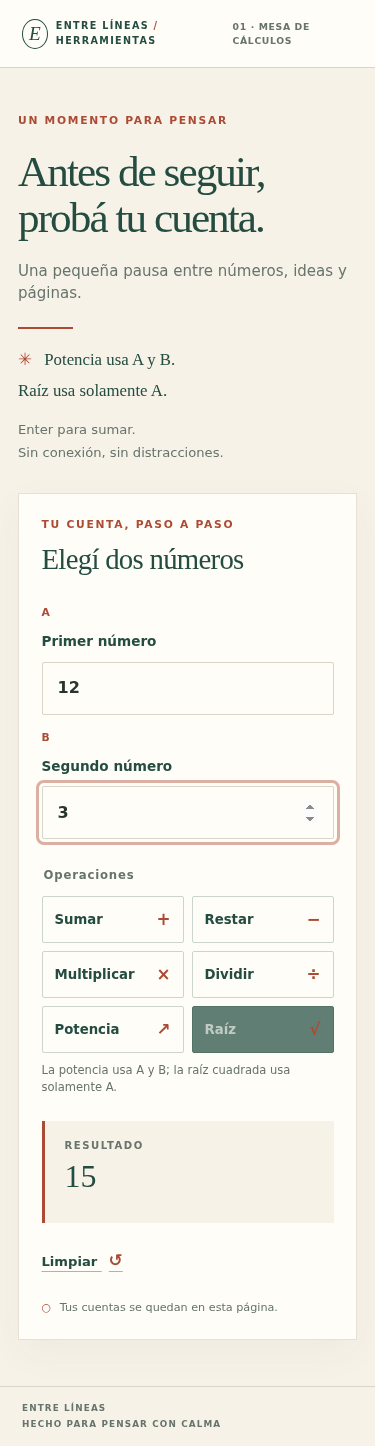 E
ENTRE LÍNEAS /
HERRAMIENTAS
01 · MESA DE
CÁLCULOS
UN MOMENTO PARA PENSAR
Antes de seguir,
probá tu cuenta.
Una pequeña pausa entre números, ideas y
páginas.
✳ Potencia usa A y B.
Raíz usa solamente A.
Enter para sumar.
Sin conexión, sin distracciones.
TU CUENTA, PASO A PASO
Elegí dos números
A
Primer número
12
B
Segundo número
3
Operaciones
Sumar +
Restar −
Multiplicar ×
Dividir ÷
Potencia ↗
Raíz √
La potencia usa A y B; la raíz cuadrada usa
solamente A.
RESULTADO
15
Limpiar ↺
○ Tus cuentas se quedan en esta página.
ENTRE LÍNEAS
HECHO PARA PENSAR CON CALMA